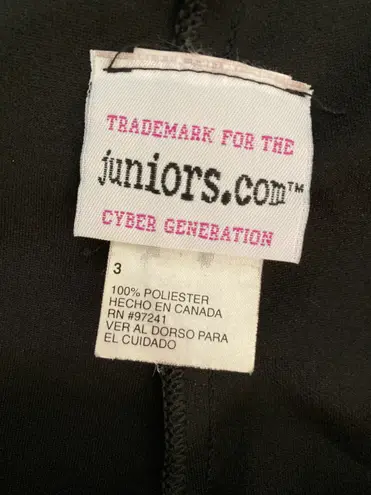 TRADEMARK FOR THE
juniors.com™
CYBER GENERATION
3
100% POLIESTER
HECHO EN CANADA
RN #97241
VER AL DORSO PARA
EL CUIDADO